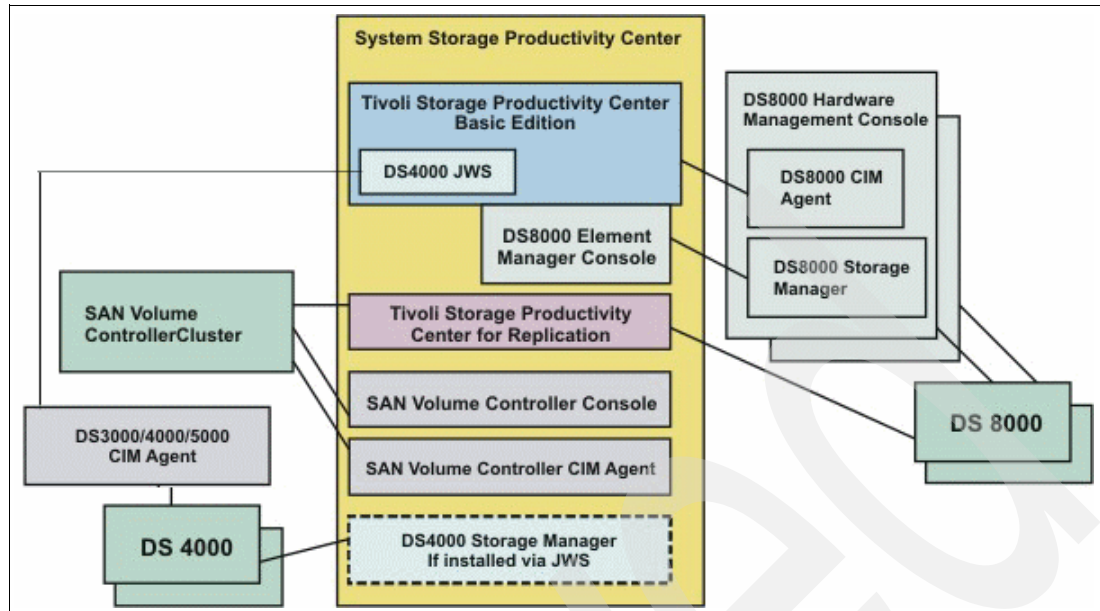 System Storage Productivity Center
Tivoli Storage Productivity Center
Basic Edition
DS4000 JWS
DS8000 Element
Manager Console
Tivoli Storage Productivity
Center for Replication
SAN Volume Controller Console
SAN Volume Controller CIM Agent
DS4000 Storage Manager
If installed via JWS
SAN Volume
ControllerCluster
DS3000/4000/5000
CIM Agent
DS 4000
DS8000 Hardware
Management Console
DS8000 CIM
Agent
DS8000 Storage
Manager
DS 8000